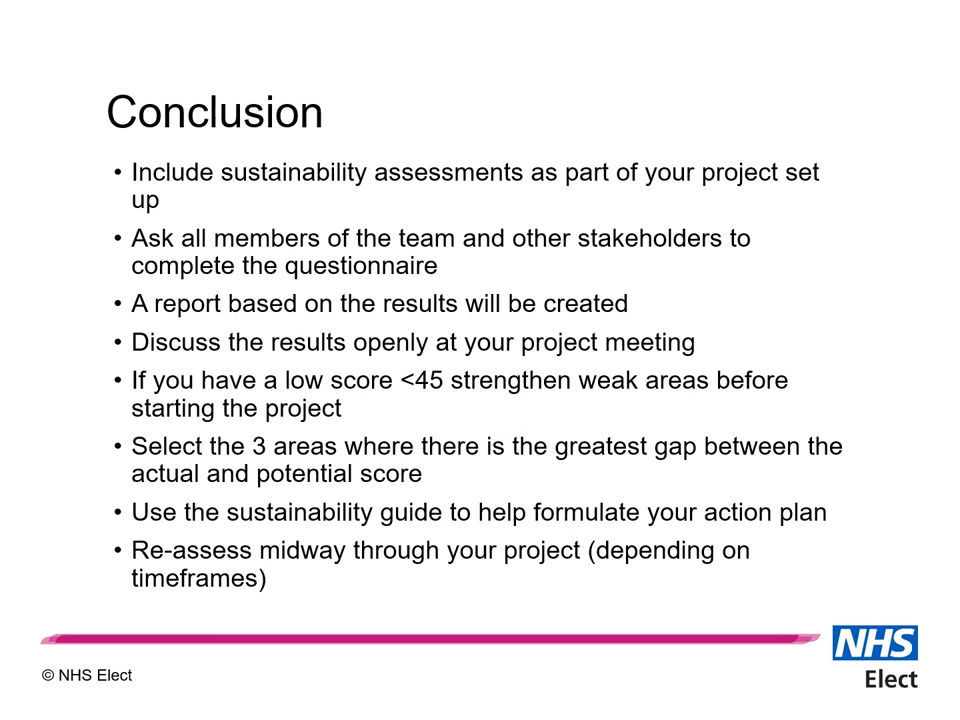 Conclusion
• Include sustainability assessments as part of your project set
up
• Ask all members of the team and other stakeholders to
complete the questionnaire
• A report based on the results will be created
• Discuss the results openly at your project meeting
• If you have a low score <45 strengthen weak areas before
starting the project
• Select the 3 areas where there is the greatest gap between the
actual and potential score
• Use the sustainability guide to help formulate your action plan
• Re-assess midway through your project (depending on
timeframes)
NHS
Elect
© NHS Elect